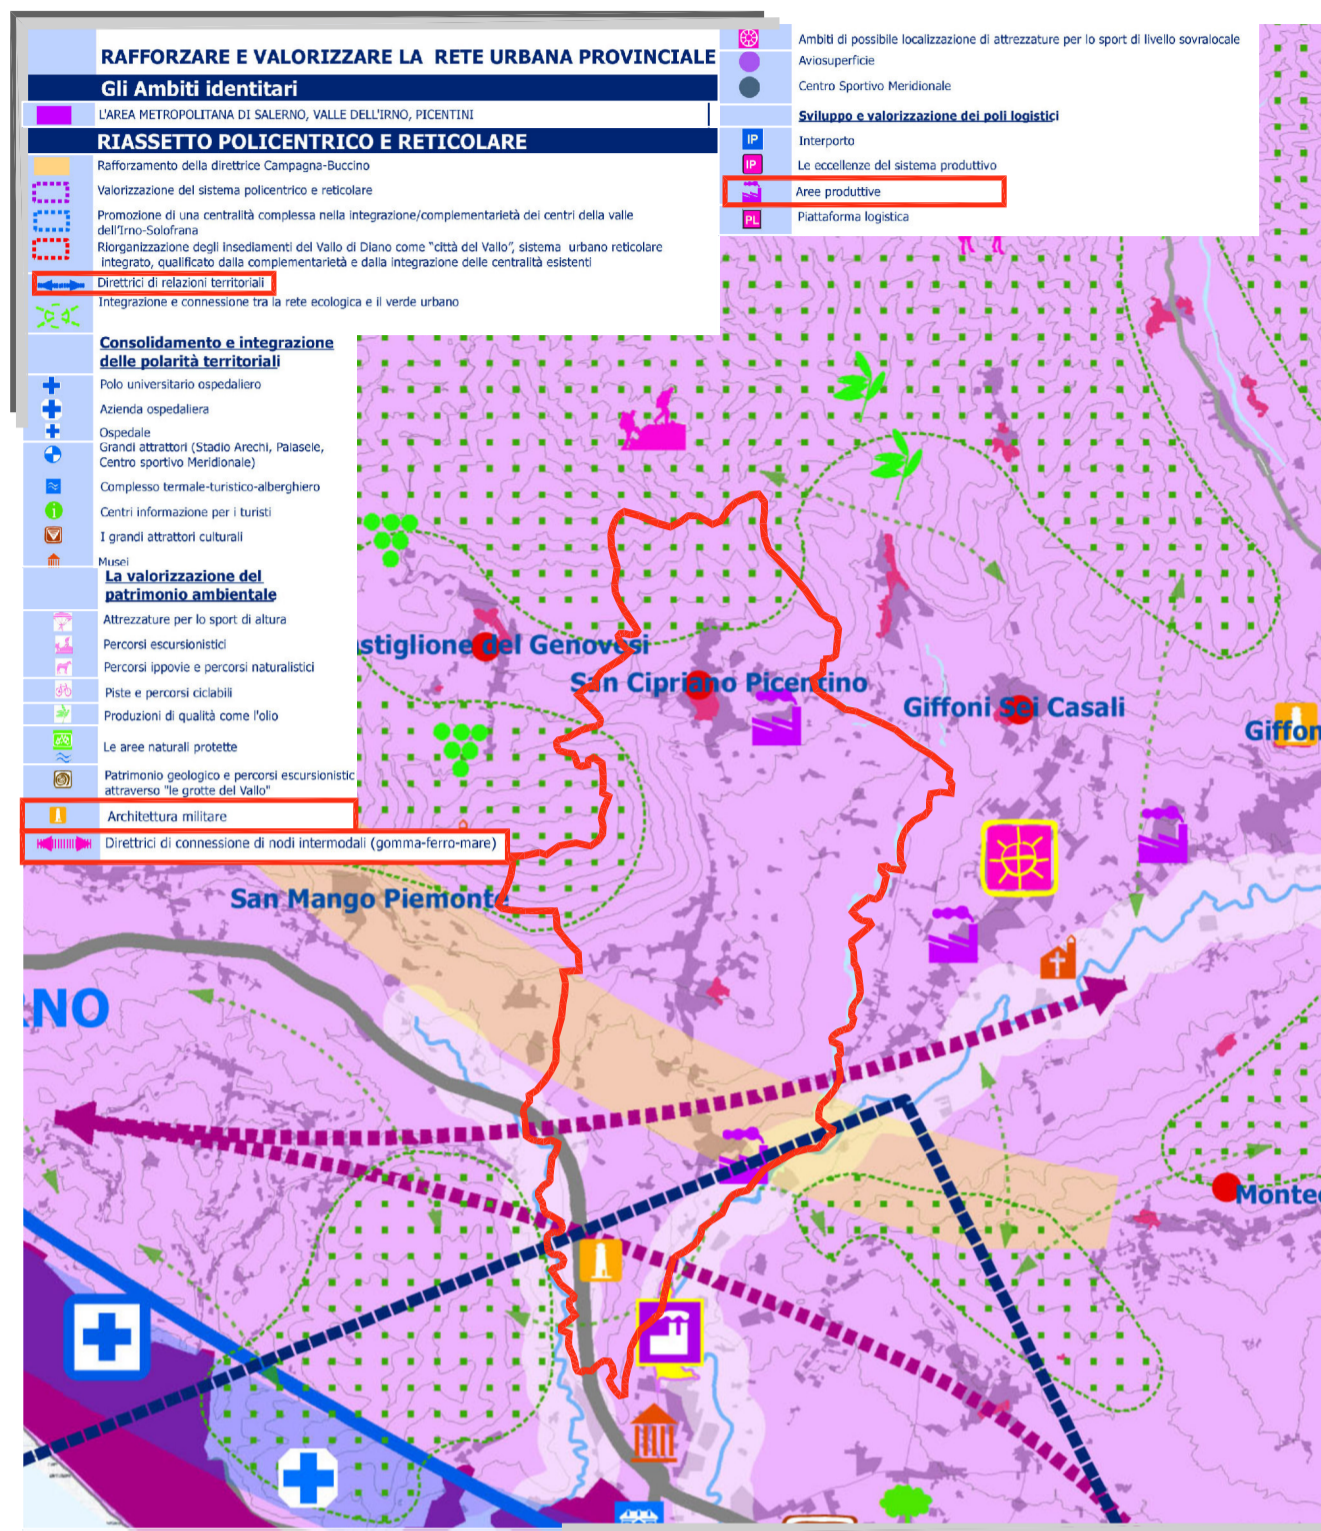 RAFFORZARE E VALORIZZARE LA RETE URBANA PROVINCIALE
Gli Ambiti identitari
L'AREA METROPOLITANA DI SALERNO, VALLE DELL'IRNO, PICENTINI
RIASSETTO POLICENTRICO E RETICOLARE
Rafforzamento della direttrice Campagna-Buccino
Valorizzazione del sistema policentrico e reticolare
Promozione di una centralità complessa nella integrazione/complementarietà dei centri della valle
dell'Irno-Solofrana
Riorganizzazione degli insediamenti del Vallo di Diano come "città del Vallo", sistema urbano reticolare
integrato, qualificato dalla complementarietà e dalla integrazione delle centralità esistenti
Direttrici di relazioni territoriali
Integrazione e connessione tra la rete ecologica e il verde urbano
Consolidamento e integrazione
delle polarità territoriali
Polo universitario ospedaliero
Azienda ospedaliera
Ospedale
Grandi attrattori (Stadio Arechi, Palasele,
Centro sportivo Meridionale)
Complesso termale-turistico-alberghiero
i
Centri informazione per i turisti
I grandi attrattori culturali
Musei
La valorizzazione del
patrimonio ambientale
Attrezzature per lo sport di altura
Percorsi escursionistici
Percorsi ippovie e percorsi naturalistici
Piste e percorsi ciclabili
Produzioni di qualità come l'olio
Le aree naturali protette
Patrimonio geologico e percorsi escursionistic
attraverso "le grotte del Vallo"
Architettura militare
Direttrici di connessione di nodi intermodali (gomma-ferro-mare)
Ambiti di possibile localizzazione di attrezzature per lo sport di livello sovralocale
Aviosuperficie
Centro Sportivo Meridionale
Sviluppo e valorizzazione dei poli logistici
IP Interporto
IP Le eccellenze del sistema produttivo
Aree produttive
PL Piattaforma logistica
stiglione del Genovesi
San Cipriano Picentino
Giffoni Sei Casali
Giffon
San Mango Piemonte
RNO
Montec